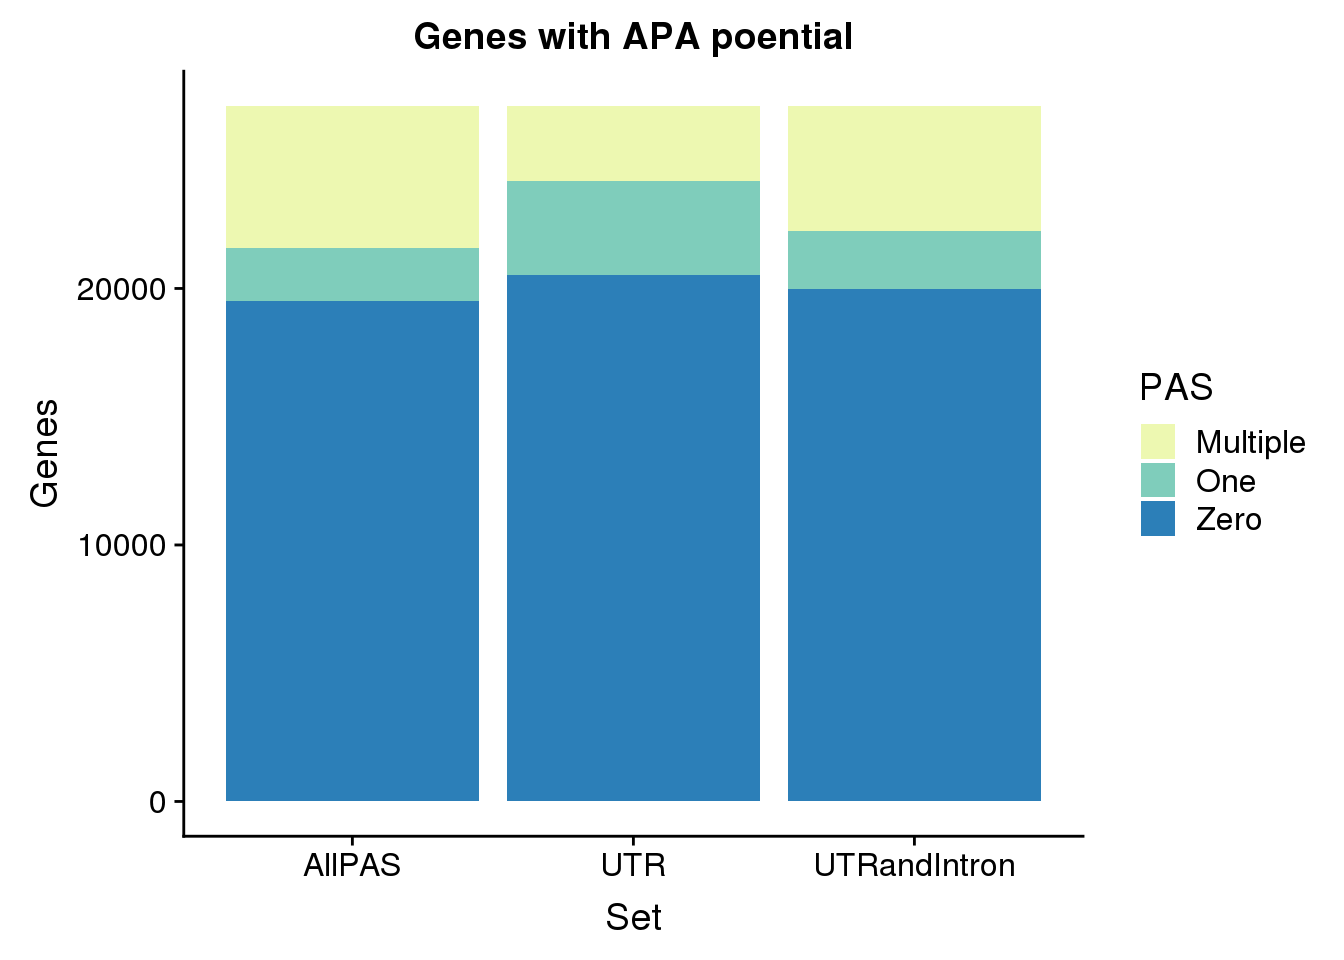 Genes with APA poential
Genes
20000
10000
0
AllPAS
UTR
UTRandIntron
Set
PAS
Multiple
One
Zero